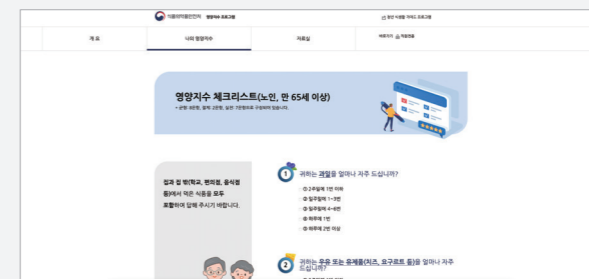 식품의약품안전처 영양지수 프로그램
개 요
나의 영양지수
자료실
바로가기
영양지수 체크리스트(노인, 만 65세 이상)
집과 집 밖(학교, 편의점, 음식점
등)에서 먹은 식품을 모두
포함하여 답해 주시기 바랍니다.
1 귀하는 과일을 얼마나 자주 드십니까?
① 2주일에 1번 이하
② 일주일에 1~3번
③ 일주일에 4~6번
④ 하루에 1번
⑤ 하루에 2번 이상
2 귀하는 우유 또는 유제품(치즈, 요구르트 등)을 얼마나 자주
드십니까?